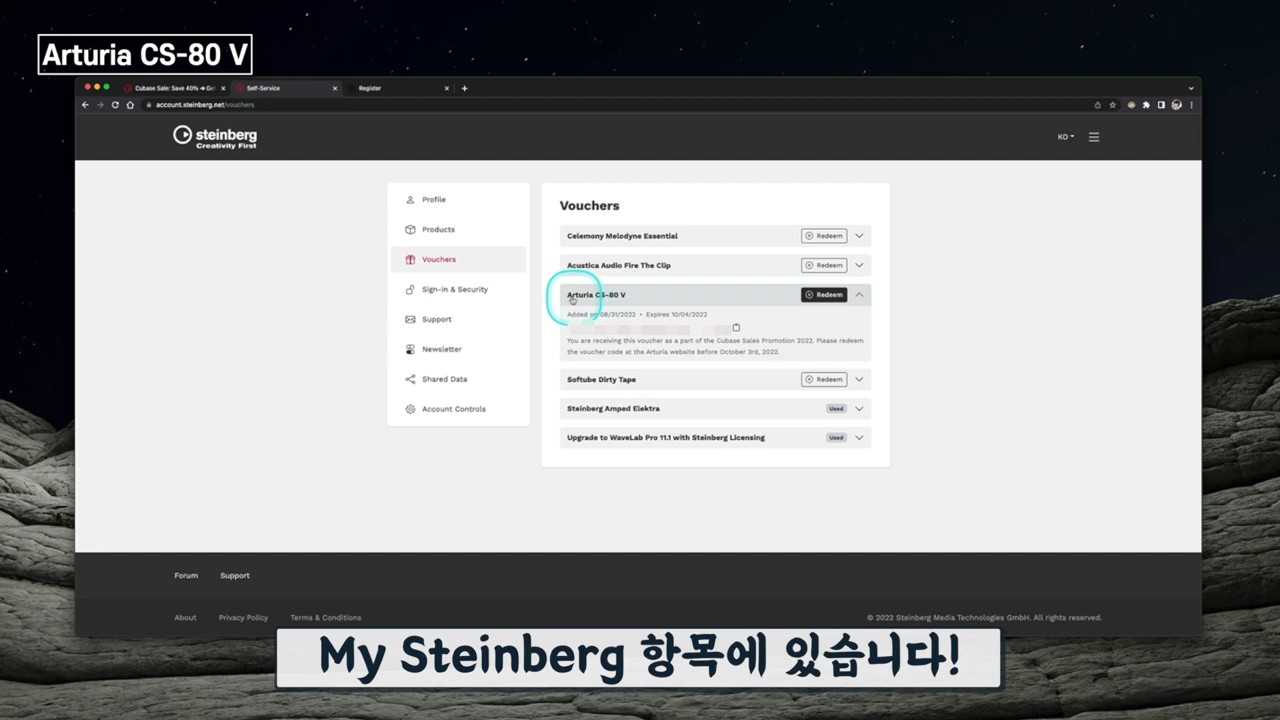 Arturia CS-80 V
Cubase Sale: Save 40% → Get
Self-Service
Register
account.steinberg.net/vouchers
steinberg
Creativity First
KO
Profile
Products
Vouchers
Sign-in & Security
Support
Newsletter
Shared Data
Account Controls
Vouchers
Celemony Melodyne Essential
Redeem
Acustica Audio Fire The Clip
Redeem
Arturia CS-80 V
Redeem
Added on 08/31/2022 • Expires 10/04/2022
You are receiving this voucher as a part of the Cubase Sales Promotion 2022. Please redeem
the voucher code at the Arturia website before October 3rd, 2022.
Softube Dirty Tape
Redeem
Steinberg Amped Elektra
Used
Upgrade to WaveLab Pro 11.1 with Steinberg Licensing
Used
Forum
Support
About
Privacy Policy
Terms & Conditions
© 2022 Steinberg Media Technologies GmbH. All rights reserved.
My Steinberg 항목에 있습니다!